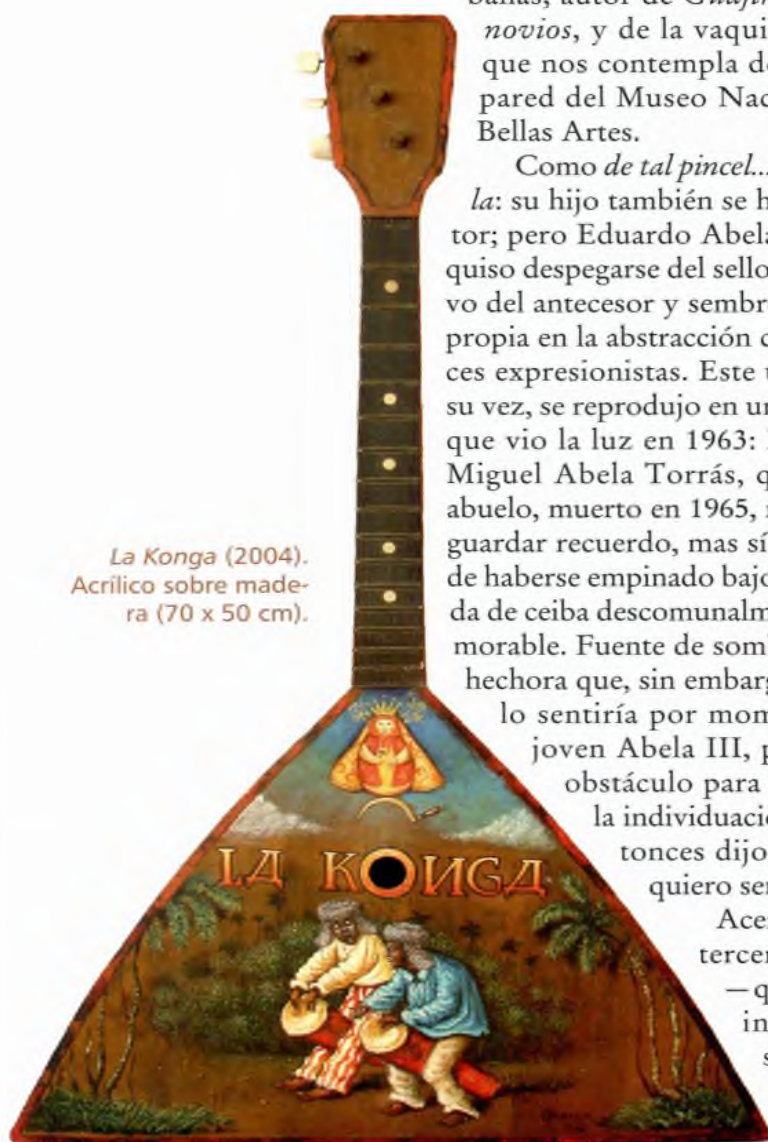 autor de
novios, y de la vaqui
que nos contempla de
pared del Museo Nac
Bellas Artes.
Como de tal pincel...
la: su hijo también se h
tor; pero Eduardo Abela
quiso despegarse del sello
vo del antecesor y sembr
propia en la abstracción
ces expresionistas. Este
su vez, se reprodujo en un
que vio la luz en 1963:
Miguel Abela Torrás, q
abuelo, muerto en 1965,
guardar recuerdo, mas sí
de haberse empinado bajo
da de ceiba descomunalm
morable. Fuente de somb
hechora que, sin embarg
lo sentiría por mom
joven Abela III, p
obstáculo para
la individuació
tonces dijo
quiero ser
Acer
tercer
—q
in
s
La Konga (2004).
Acrílico sobre made-
ra (70 x 50 cm).
LA KOИGA